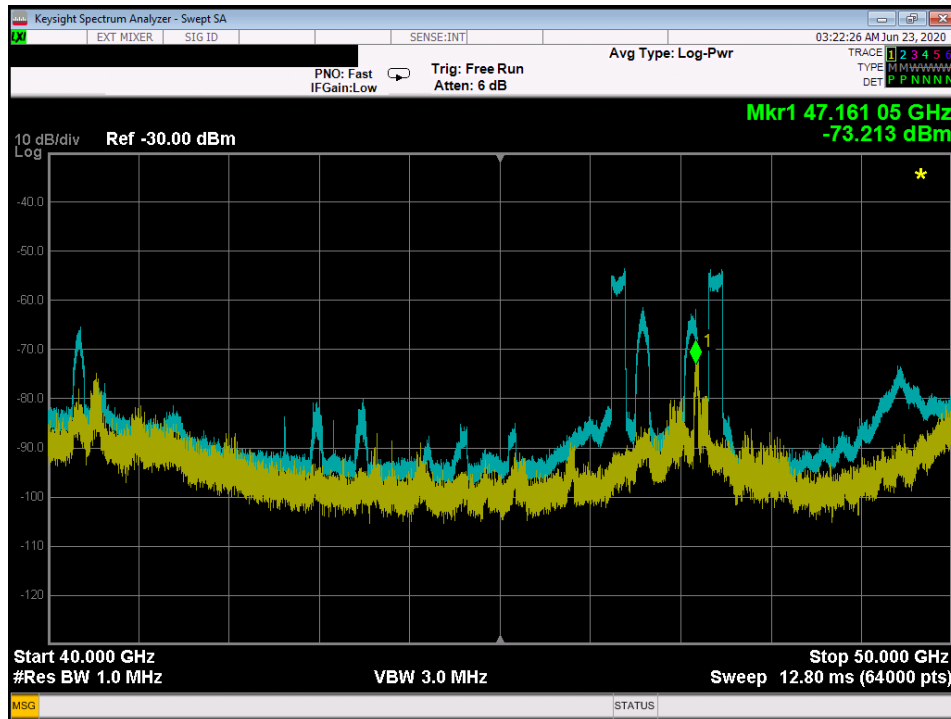 Keysight Spectrum Analyzer - Swept SA
LXI EXT MIXER SIG ID SENSE:INT 03:22:26 AM Jun 23, 2020
Avg Type: Log-Pwr TRACE 1 2 3 4 5 6
PNO: Fast Trig: Free Run TYPE M M W W W W
IFGain:Low Atten: 6 dB DET P P N N N N
Mkr1 47.161 05 GHz
10 dB/div Ref -30.00 dBm -73.213 dBm
Log
-40.0
-50.0
-60.0
-70.0
1
-80.0
-90.0
-100
-110
-120
Start 40.000 GHz Stop 50.000 GHz
#Res BW 1.0 MHz VBW 3.0 MHz Sweep 12.80 ms (64000 pts)
MSG STATUS